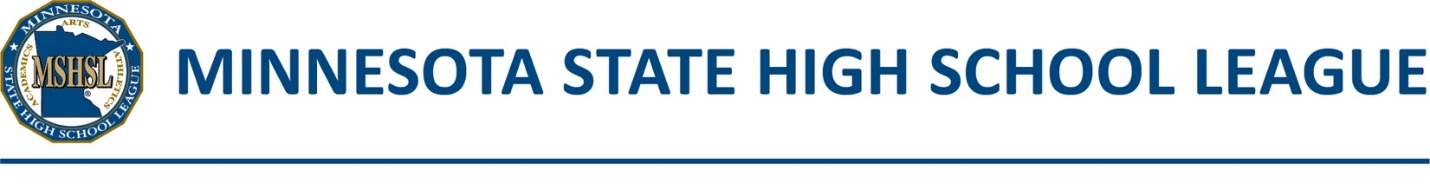 MINNESOTA
ARTS
ACADEMICS
ATHLETICS
MSHSL
®
STATE HIGH SCHOOL LEAGUE
MINNESOTA STATE HIGH SCHOOL LEAGUE